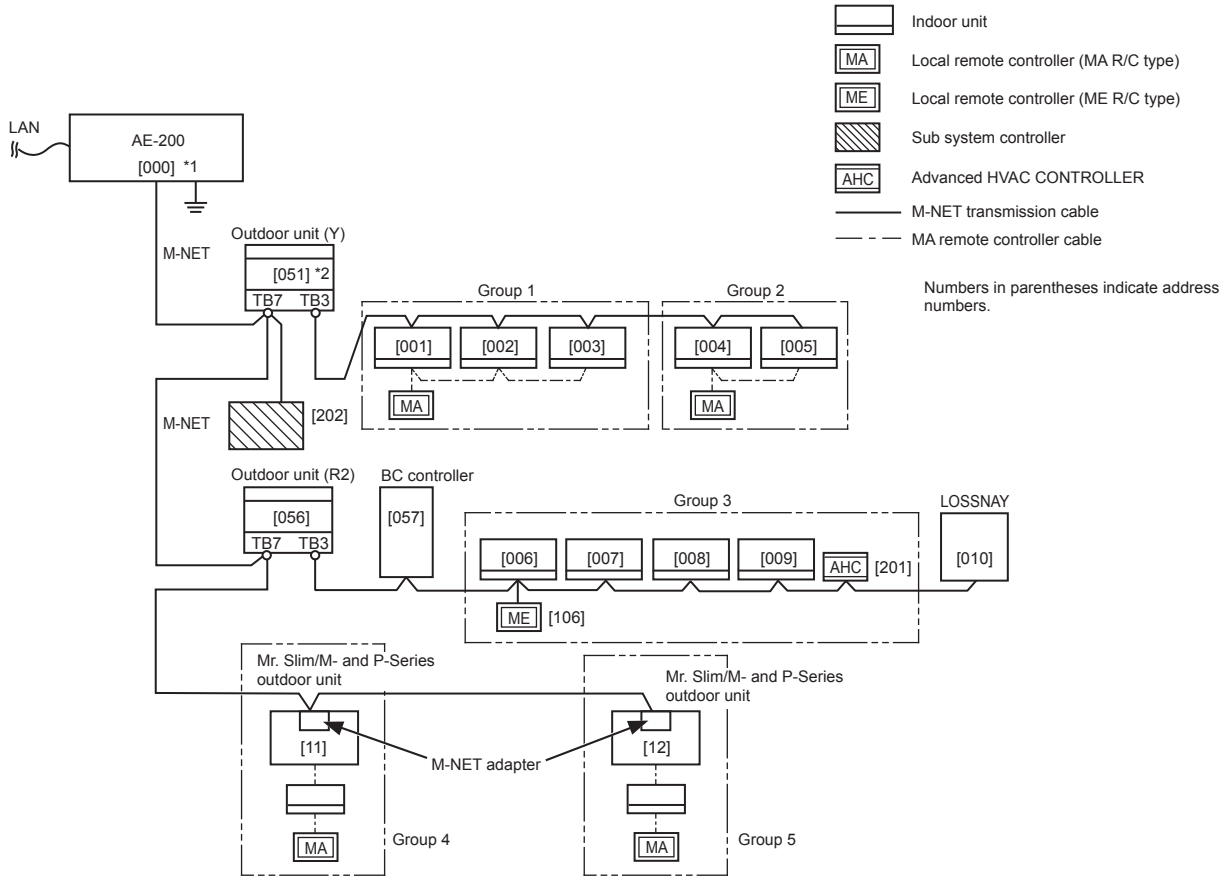 Indoor unit
MA Local remote controller (MA R/C type)
ME Local remote controller (ME R/C type)
Sub system controller
AHC Advanced HVAC CONTROLLER
M-NET transmission cable
MA remote controller cable
Numbers in parentheses indicate address
numbers.
LAN
AE-200
[000] *1
M-NET
Outdoor unit (Y)
[051] *2
TB7 TB3
Group 1
[001] [002] [003]
MA
Group 2
[004] [005]
MA
M-NET
[202]
Outdoor unit (R2)
[056]
TB7 TB3
BC controller
[057]
Group 3
[006] [007] [008] [009] AHC [201]
ME [106]
LOSSNAY
[010]
Mr. Slim/M- and P-Series
outdoor unit
[11]
MA
Group 4
M-NET adapter
Mr. Slim/M- and P-Series
outdoor unit
[12]
MA
Group 5